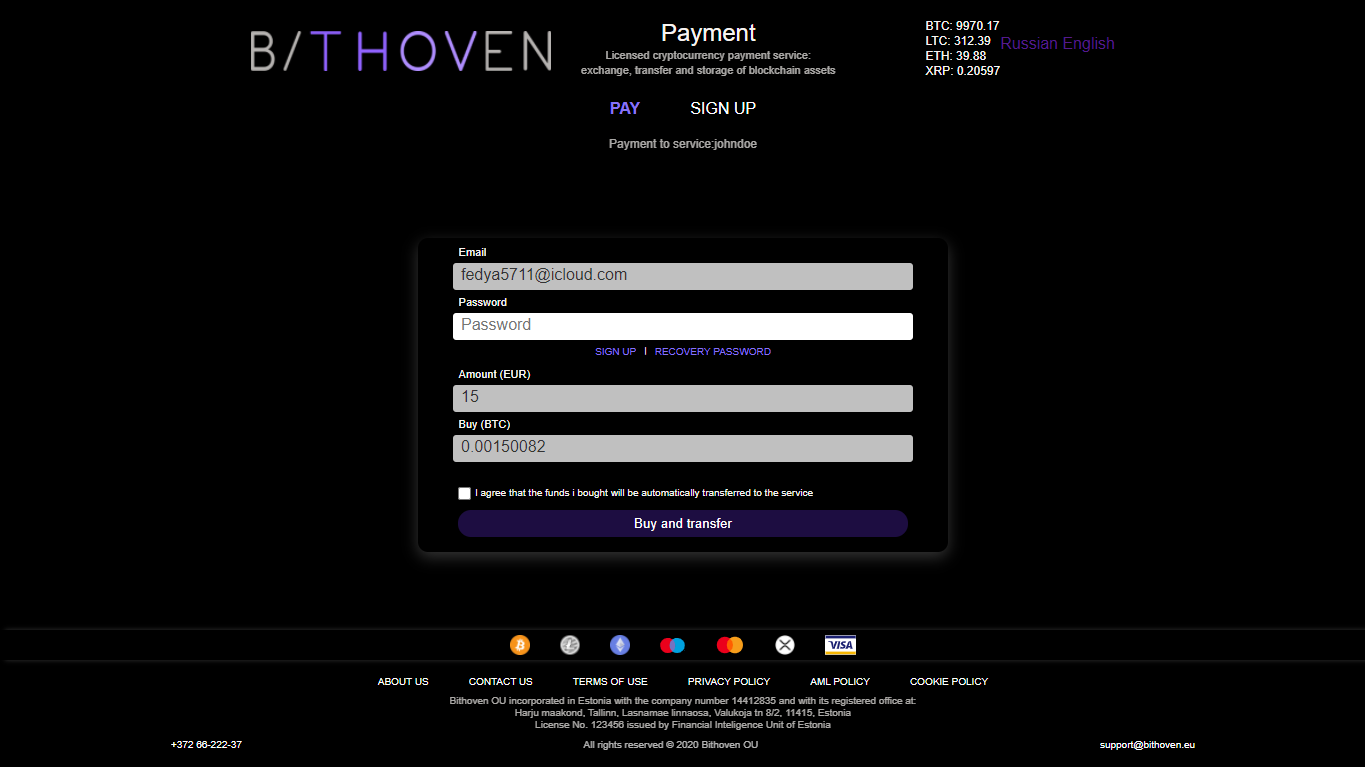 B/THOVEN
Payment
Licensed cryptocurrency payment service:
exchange, transfer and storage of blockchain assets
BTC: 9970.17
LTC: 312.39
ETH: 39.88
XRP: 0.20597
Russian English
PAY SIGN UP
Payment to service:johndoe
Email
fedya5711@icloud.com
Password
Password
SIGN UP | RECOVERY PASSWORD
Amount (EUR)
15
Buy (BTC)
0.00150082
I agree that the funds i bought will be automatically transferred to the service
Buy and transfer
VISA
ABOUT US CONTACT US TERMS OF USE PRIVACY POLICY AML POLICY COOKIE POLICY
Bithoven OU incorporated in Estonia with the company number 14412835 and with its registered office at:
Harju maakond, Tallinn, Lasnamae linnaosa, Valukoja tn 8/2, 11415, Estonia
License No. 123456 issued by Financial Inteligence Unit of Estonia
+372 66-222-37 All rights reserved © 2020 Bithoven OU support@bithoven.eu